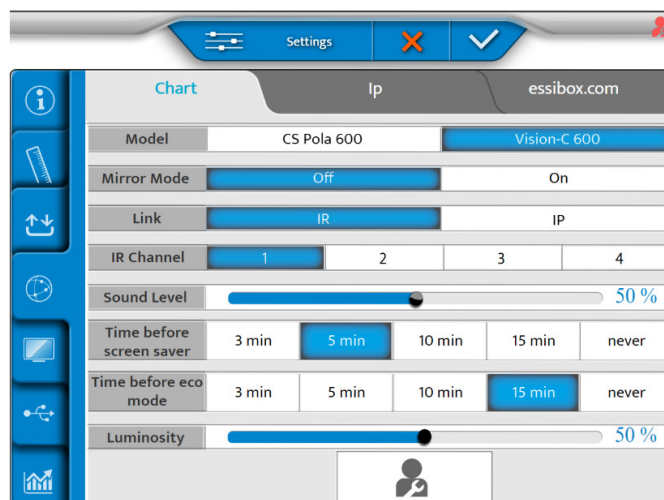 Settings
Chart Ip essibox.com
Model CS Pola 600 Vision-C 600
Mirror Mode Off On
Link IR IP
IR Channel 1 2 3 4
Sound Level 50 %
Time before
screen saver 3 min 5 min 10 min 15 min never
Time before eco
mode 3 min 5 min 10 min 15 min never
Luminosity 50 %